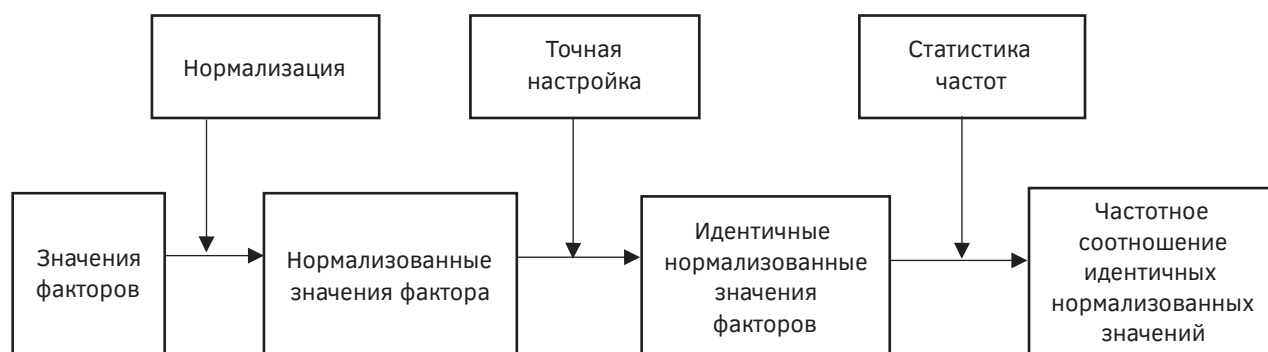 Нормализация
Точная
настройка
Статистика
частот
Значения
факторов
Нормализованные
значения фактора
Идентичные
нормализованные
значения
факторов
Частотное
соотношение
идентичных
нормализованных
значений